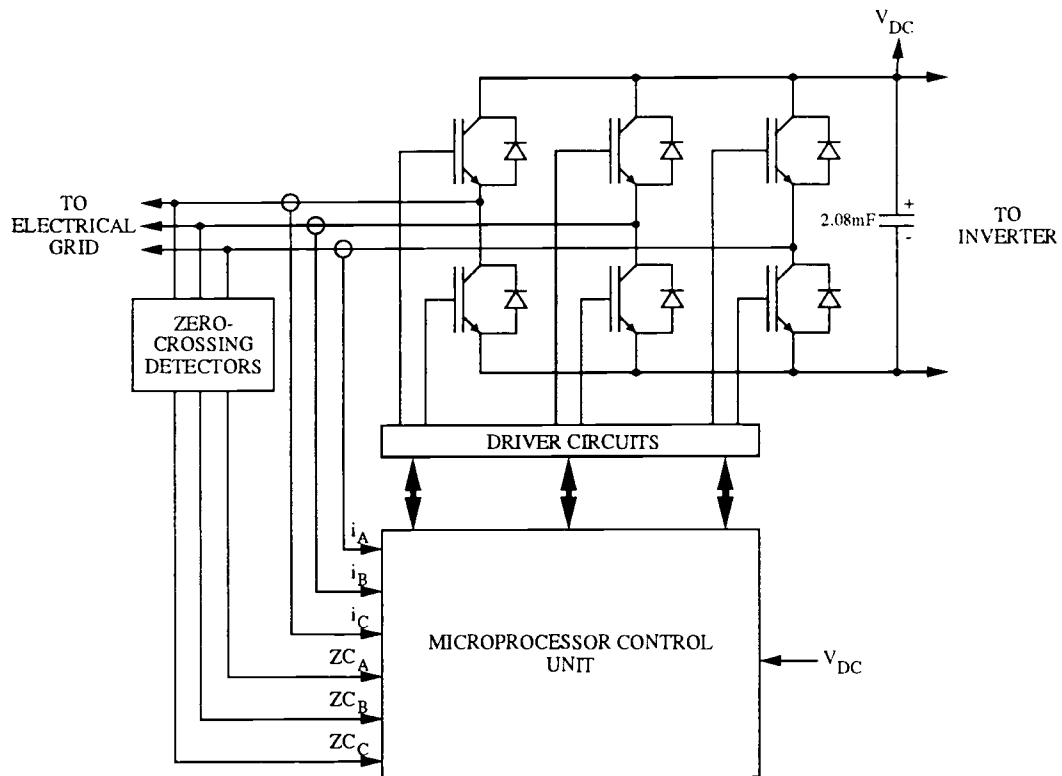 V_DC
TO
ELECTRICAL
GRID
+
2.08mF
-
TO
INVERTER
ZERO-
CROSSING
DETECTORS
DRIVER CIRCUITS
i_A
i_B
i_C
ZC_A
ZC_B
ZC_C
MICROPROCESSOR CONTROL
UNIT
V_DC